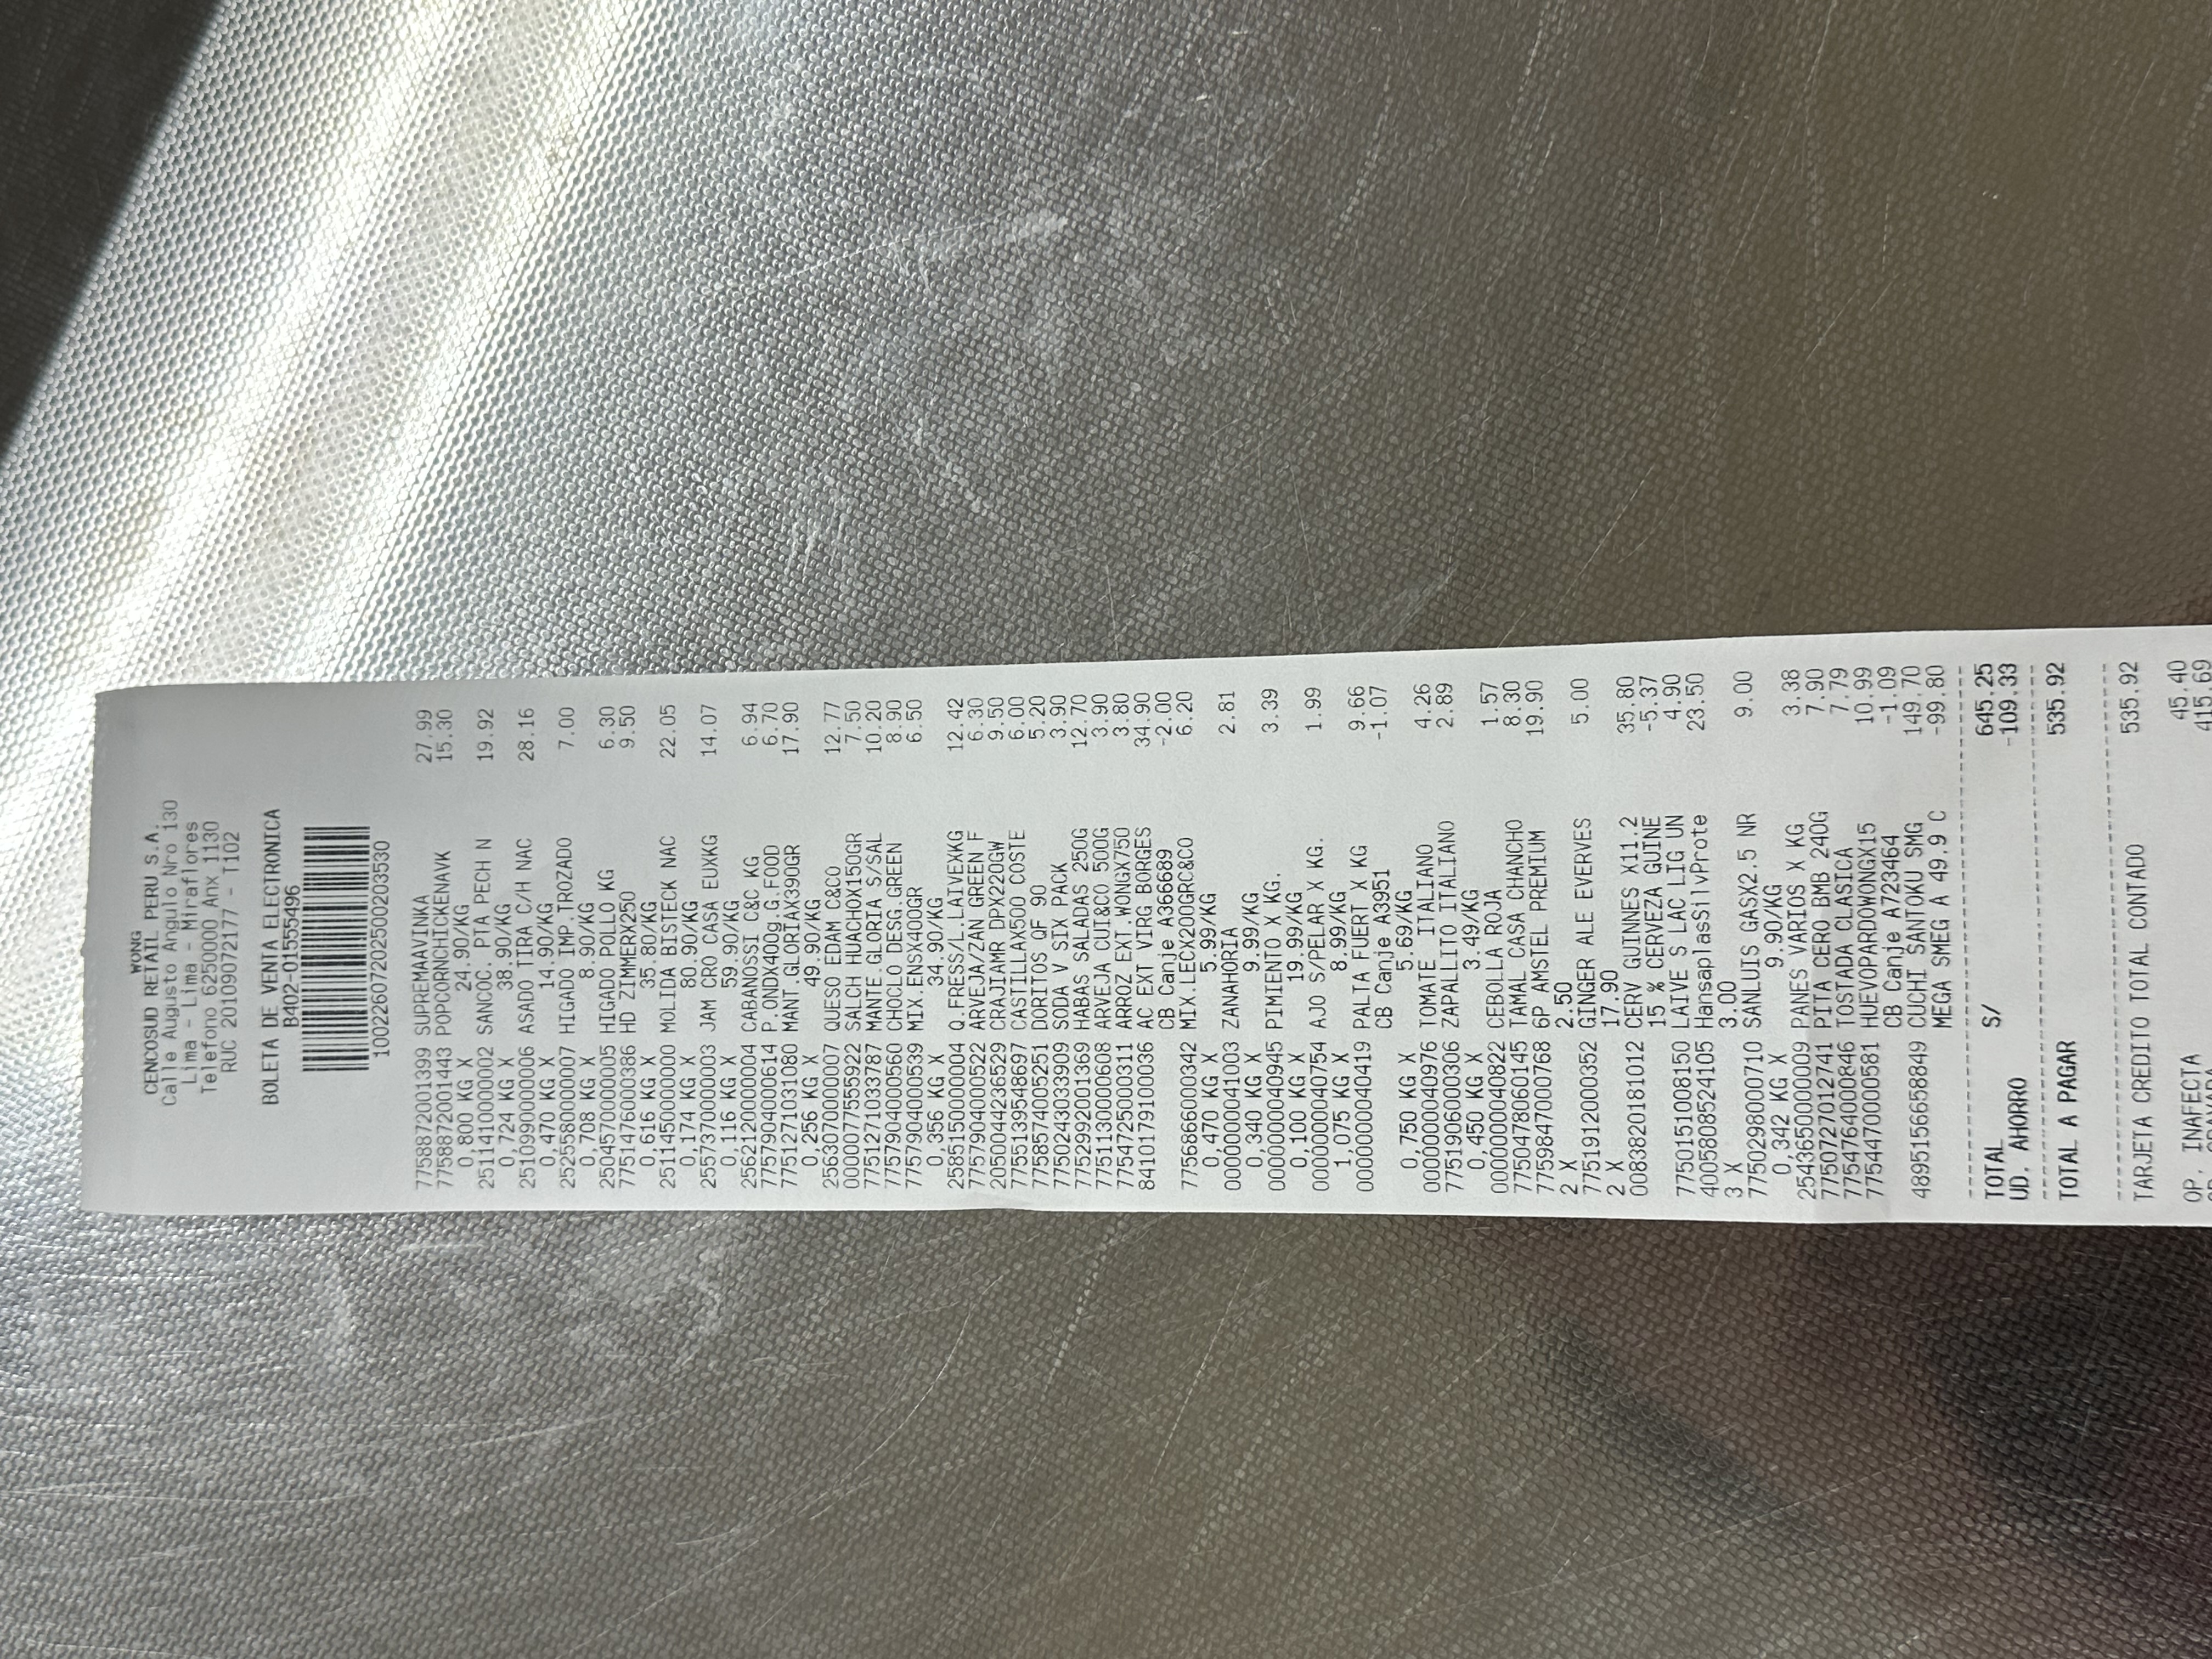 WONG
CENCOSUD RETAIL PERU S.A.
Calle Augusto Angulo Nro 130
Lima - Lima - Miraflores
Telefono 6250000 Anx 1130
RUC 20109072177 - T102
BOLETA DE VENTA ELECTRONICA
B402-01555496
10022607202500203530
7758872001399 SUPREMAAVINKA 27.99
7758872001443 POPCORNCHICKENAVK 15.30
0,800 KG X 24.90/KG
2511410000002 SANCOC. PTA PECH N 19.92
0,724 KG X 38.90/KG
2510990000006 ASADO TIRA C/H NAC 28.16
0,470 KG X 14.90/KG
2525580000007 HIGADO IMP.TROZADO 7.00
0,708 KG X 8.90/KG
2504570000005 HIGADO POLLO KG 6.30
7751476000386 HD ZIMMERX250 9.50
0,616 KG X 35.80/KG
2511450000000 MOLIDA BISTECK NAC 22.05
0,174 KG X 80.90/KG
2557370000003 JAM CRO CASA EUXKG 14.07
0,116 KG X 59.90/KG
2562120000004 CABANOSSI C&C KG 6.94
7757904000614 P.ONDX400g.G.FOOD 6.70
7751271031080 MANT.GLORIAX390GR 17.90
0,256 KG X 49.90/KG
2563070000007 QUESO EDAM C&CO 12.77
0000077555922 SALCH HUACHOX150GR 7.50
7751271033787 MANTE.GLORIA S/SAL 10.20
7757904000560 CHOCLO DESG.GREEN 8.90
7757904000539 MIX.ENSX400GR 6.50
0,356 KG X 34.90/KG
2585150000004 Q.FRESS/L.LAIVEXKG 12.42
7757904000522 ARVEJA/ZAN GREEN F 6.30
2050044236529 CRAJIAMR DPX220GW 9.50
7755139548697 CASTILLAX500 COSTE 6.00
7758574005251 DORITOS QF 90 5.20
7750243033909 SODA V SIX PACK 3.90
7752992001369 HABAS SALADAS 250G 12.70
7751130000608 ARVEJA CUI&CO 500G 3.90
7754725000311 ARROZ EXT.WONGX750 3.80
8410179100036 AC EXT VIRG BORGES 34.90
CB Canje A366689 -2.00
7756866000342 MIX.LECX200GRC&CO 6.20
0,470 KG X 5.99/KG
0000000041003 ZANAHORIA 2.81
0,340 KG X 9.99/KG
0000000040945 PIMIENTO X KG. 3.39
0,100 KG X 19.99/KG
0000000040754 AJO S/PELAR X KG. 1.99
1,075 KG X 8.99/KG
0000000040419 PALTA FUERT X KG 9.66
CB Canje A3951 -1.07
0,750 KG X 5.69/KG
0000000040976 TOMATE ITALIANO 4.26
7751906000306 ZAPALLITO ITALIANO 2.89
0,450 KG X 3.49/KG
0000000040822 CEBOLLA ROJA 1.57
7750478060145 TAMAL CASA CHANCHO 8.30
7759847000768 6P AMSTEL PREMIUM 19.90
2 X 2.50
7751912000352 GINGER ALE EVERVES 5.00
2 X 17.90
0083820181012 CERV GUINNES X11.2 35.80
15 % CERVEZA GUINE -5.37
7750151008150 LAIVE S LAC LIG UN 4.90
4005808524105 HansaplasSilvProte 23.50
3 X 3.00
7750298000710 SANLUIS GASX2.5 NR 9.00
0,342 KG X 9.90/KG
2543650000009 PANES VARIOS X KG 3.38
7750727012741 PITA CERO BMB 240G 7.90
7754764000846 TOSTADA CLASICA 7.79
7754470000581 HUEVOPARDOWONGX15 10.99
CB Canje A723464 -1.09
4895156658849 CUCHI SANTOKU SMG 149.70
MEGA SMEG A 49.9 C -99.80
TOTAL S/ 645.25
UD. AHORRO -109.33
TOTAL A PAGAR 535.92
TARJETA CREDITO TOTAL CONTADO 535.92
OP. INAFECTA 45.40
415.69